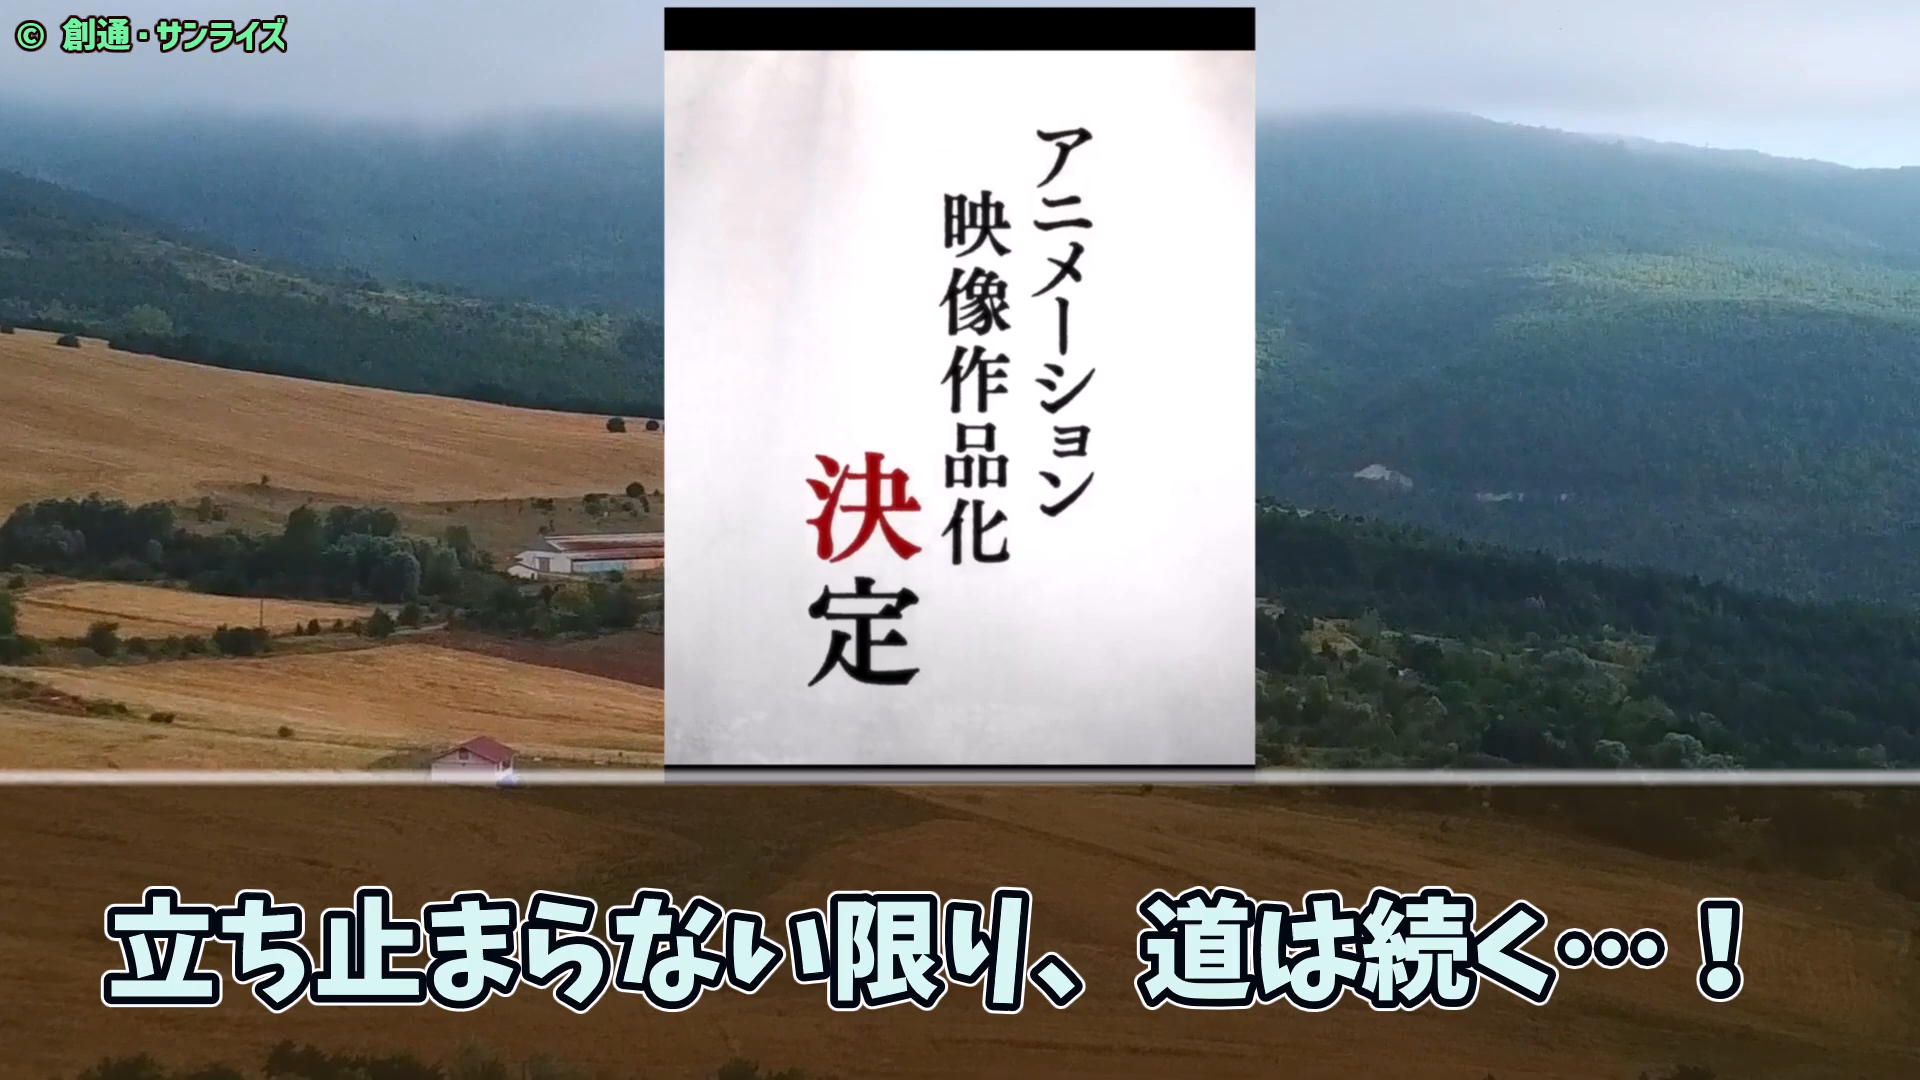 © 創通・サンライズ
アニメーション
映像作品化
決定
立ち止まらない限り、道は続く…！